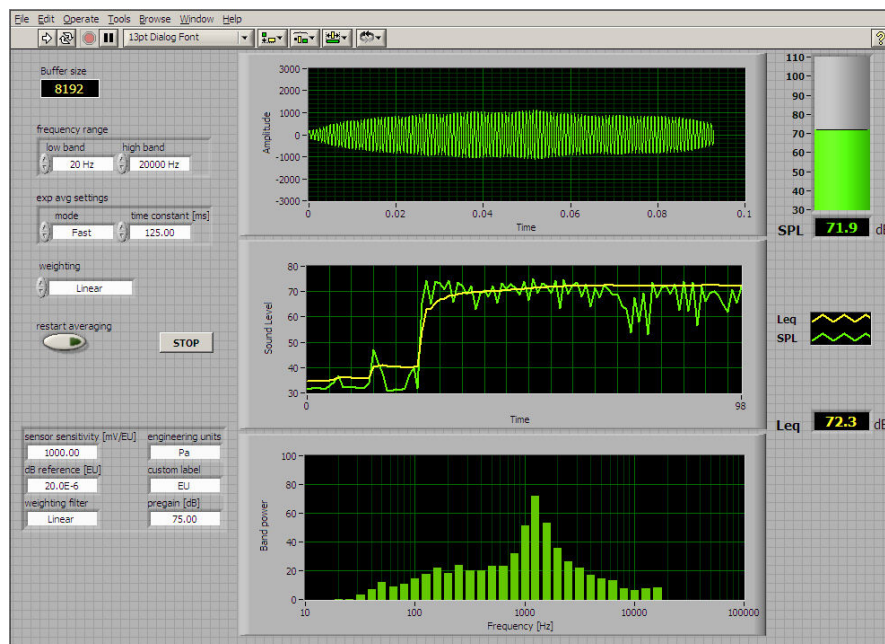 File Edit Operate Tools Browse Window Help
13pt Dialog Font
?
Buffer size
8192
frequency range
low band high band
20 Hz 20000 Hz
exp avg settings
mode time constant [ms]
Fast 125.00
weighting
Linear
restart averaging
STOP
sensor sensitivity [mV/EU] engineering units
1000.00 Pa
dB reference [EU] custom label
20.0E-6 EU
weighting filter pregain [dB]
Linear 75.00
Amplitude
3000
2000
1000
0
-1000
-2000
-3000
0 0.02 0.04 0.06 0.08 0.1
Time
110
100
90
80
70
60
50
40
30
SPL 71.9 dB
Sound Level
80
70
60
50
40
30
0 98
Time
Leq
SPL
Leq 72.3 dB
Band power
100
80
60
40
20
0
10 100 1000 10000 100000
Frequency [Hz]